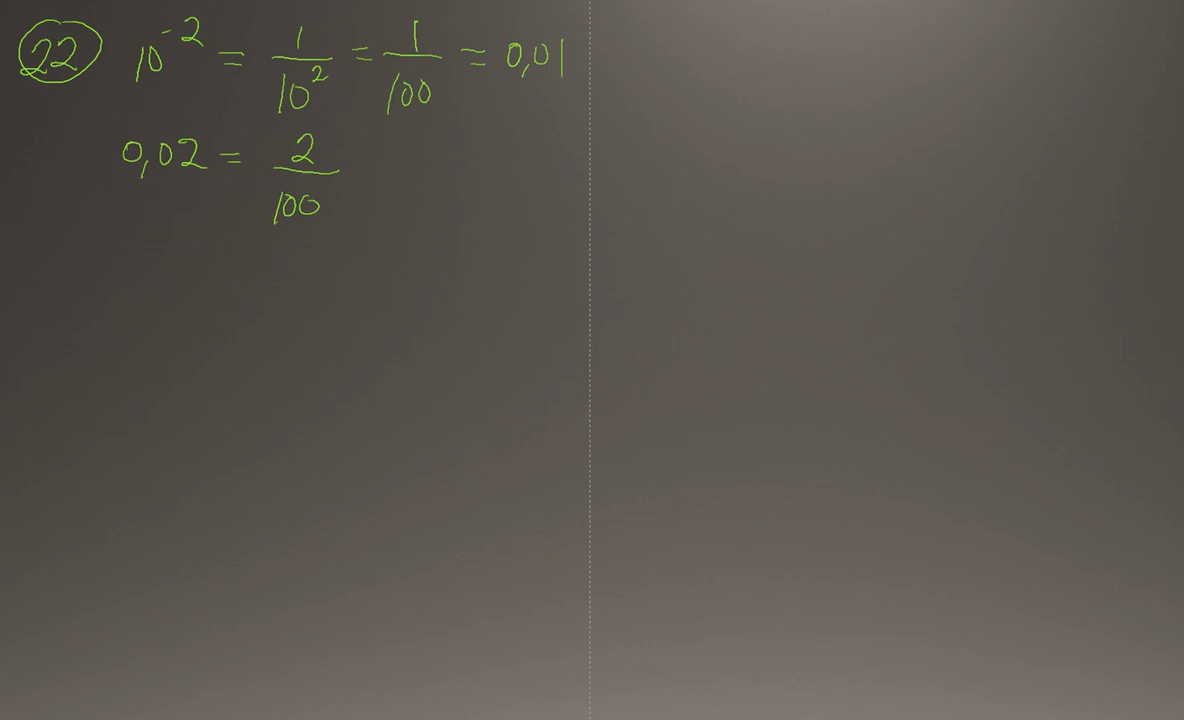 22 10^-2 = 1/10^2 = 1/100 = 0,01
0,02 = 2/100